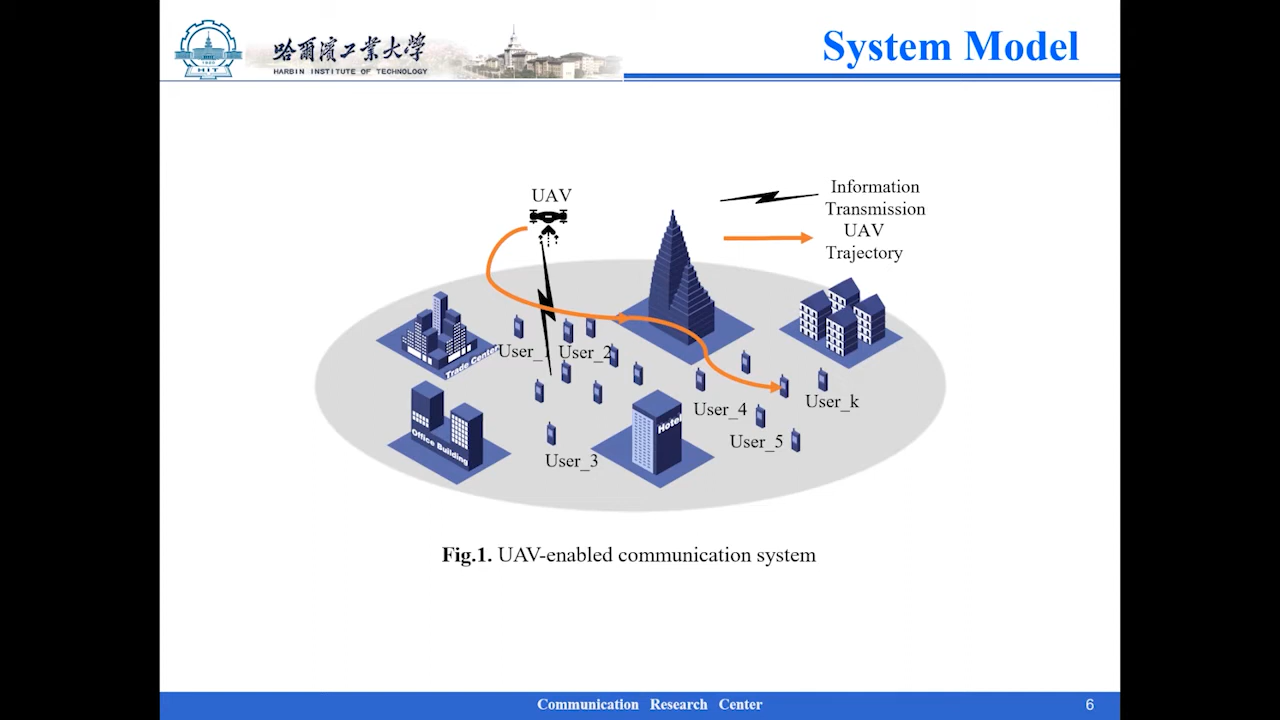 哈爾濱工業大學
HARBIN INSTITUTE OF TECHNOLOGY
1920
HIT
System Model
UAV
Information
Transmission
UAV
Trajectory
Trade Center
User_1
User_2
Office Building
Hotel
User_4
User_k
User_5
User_3
Fig.1. UAV-enabled communication system
Communication Research Center
6